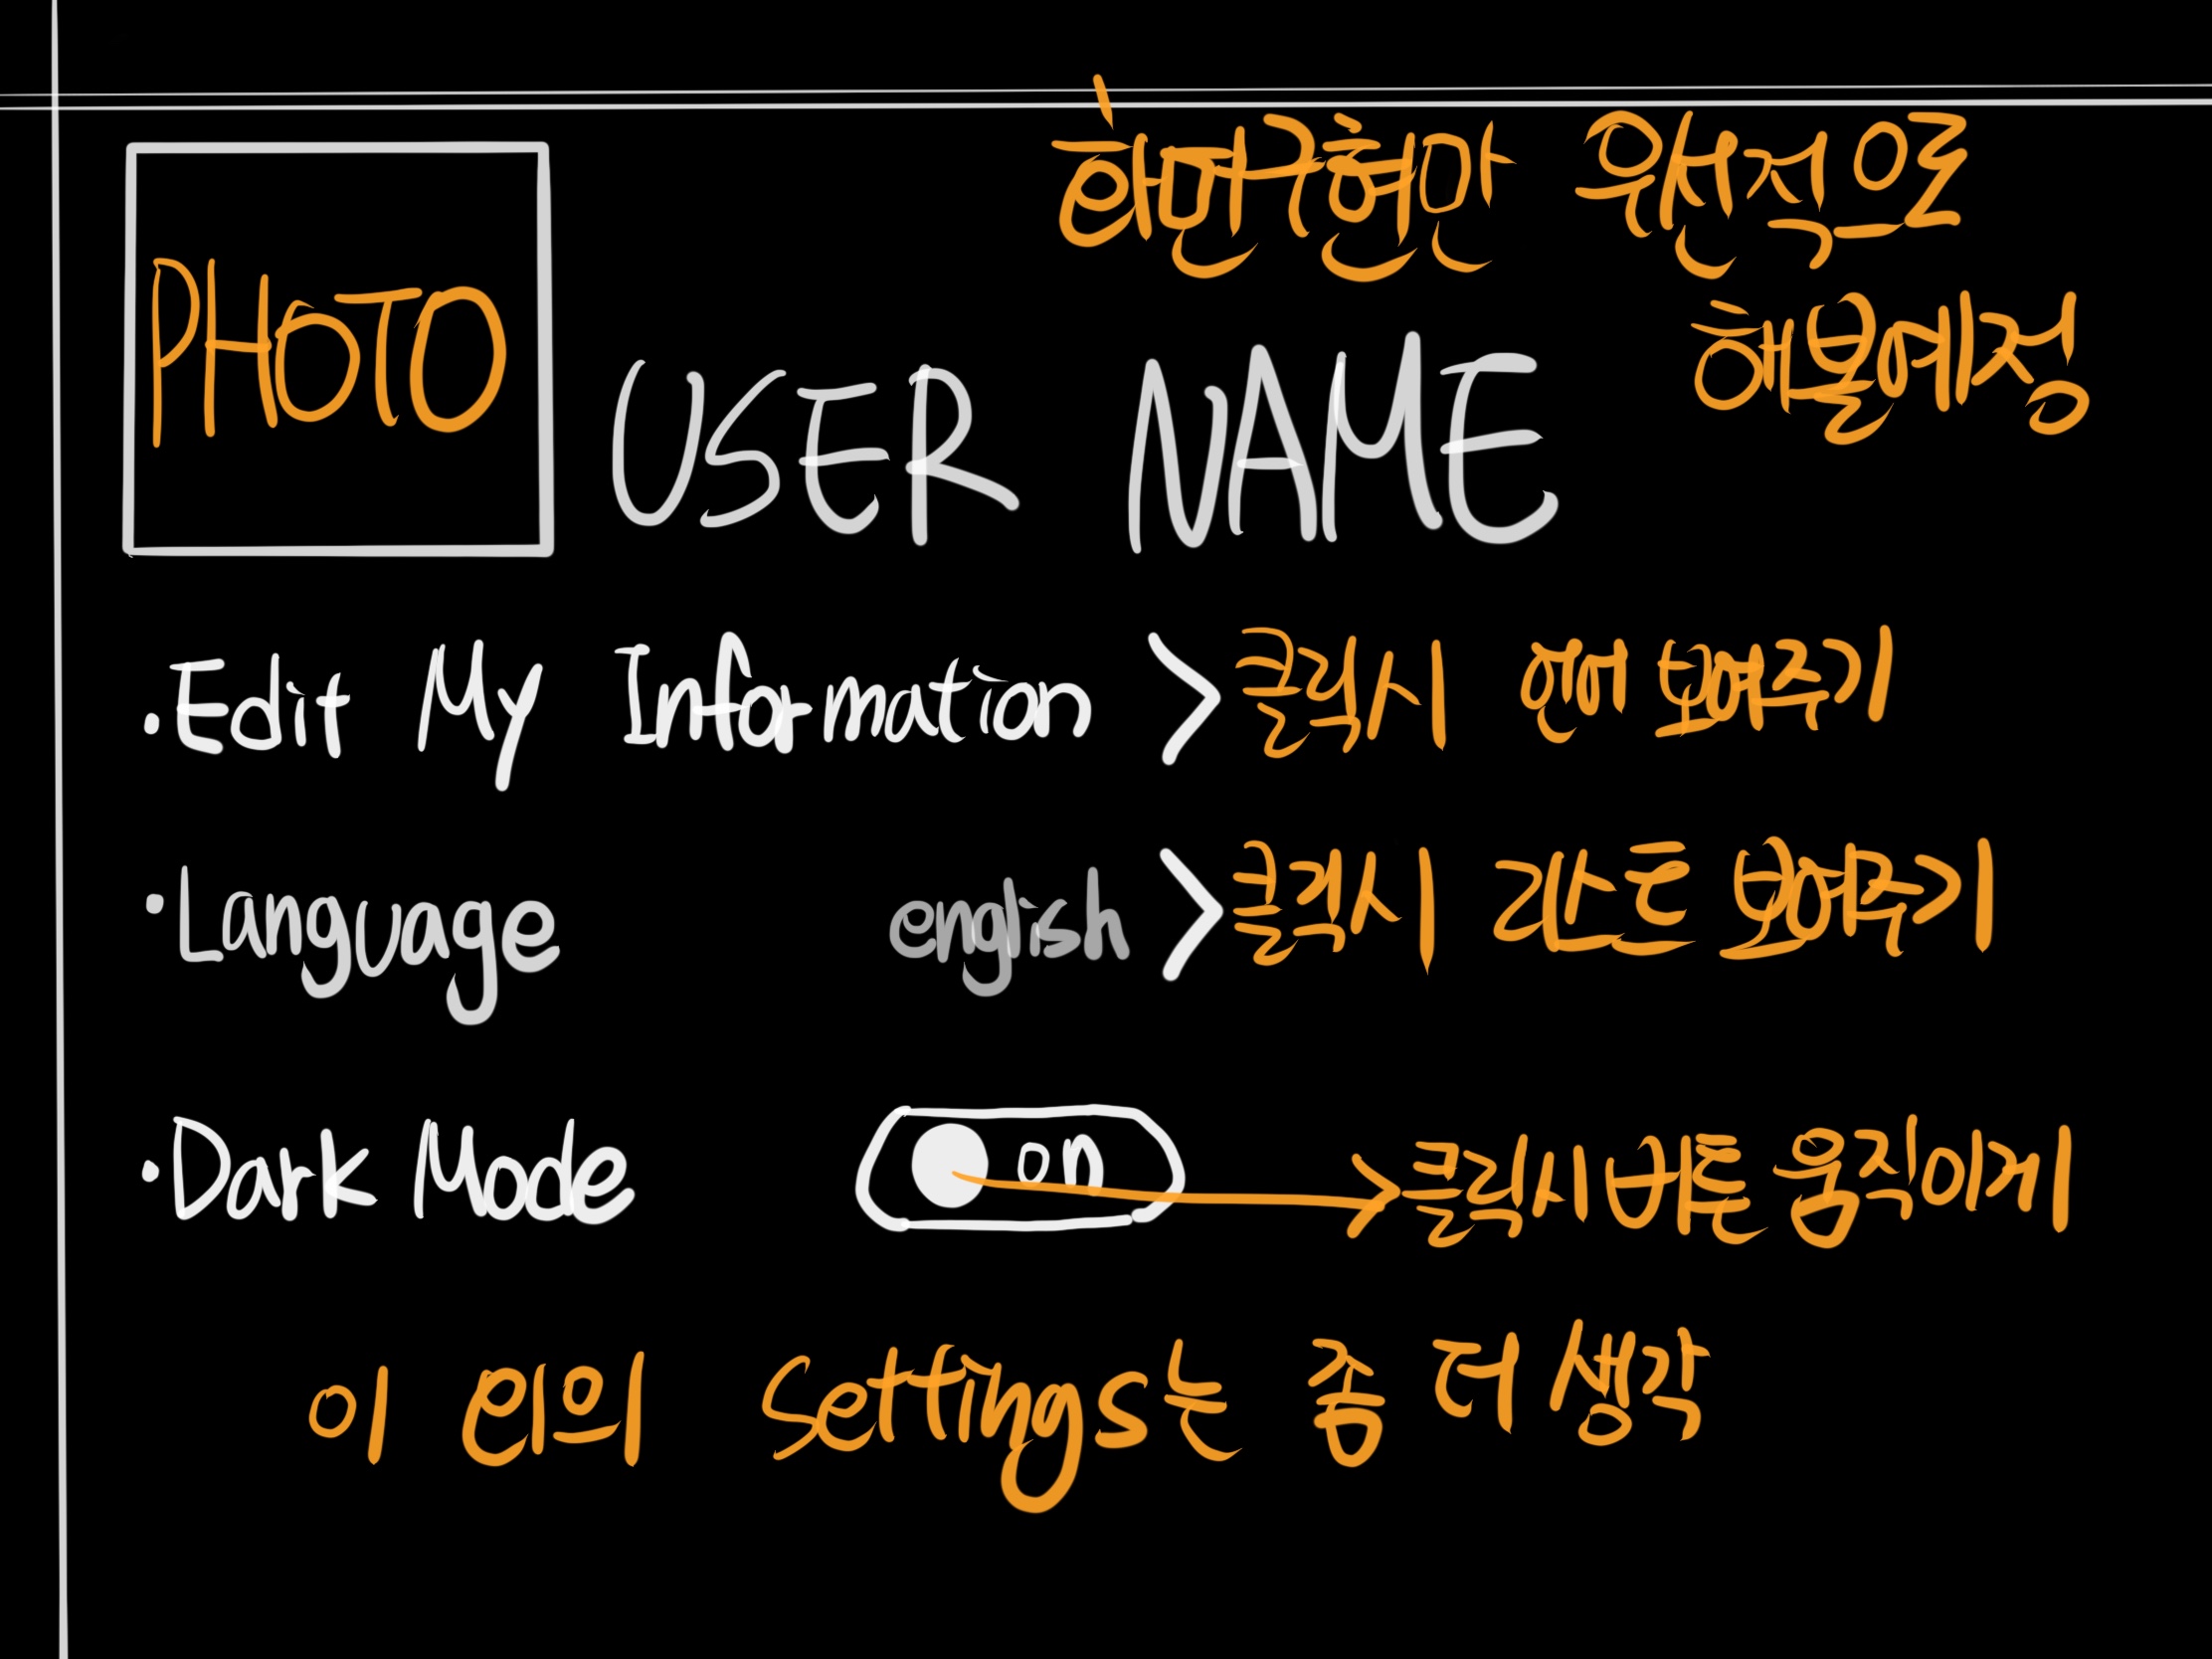 화면구현만 우선적으로
해볼예정
PHOTO
USER NAME
·Edit My Information > 클릭시 언어 보여주기
·Language english > 클릭시 리스트 보여주기
·Dark Mode on > 클릭시 버튼 움직이게
이 외의 settings는 좀 더 생각